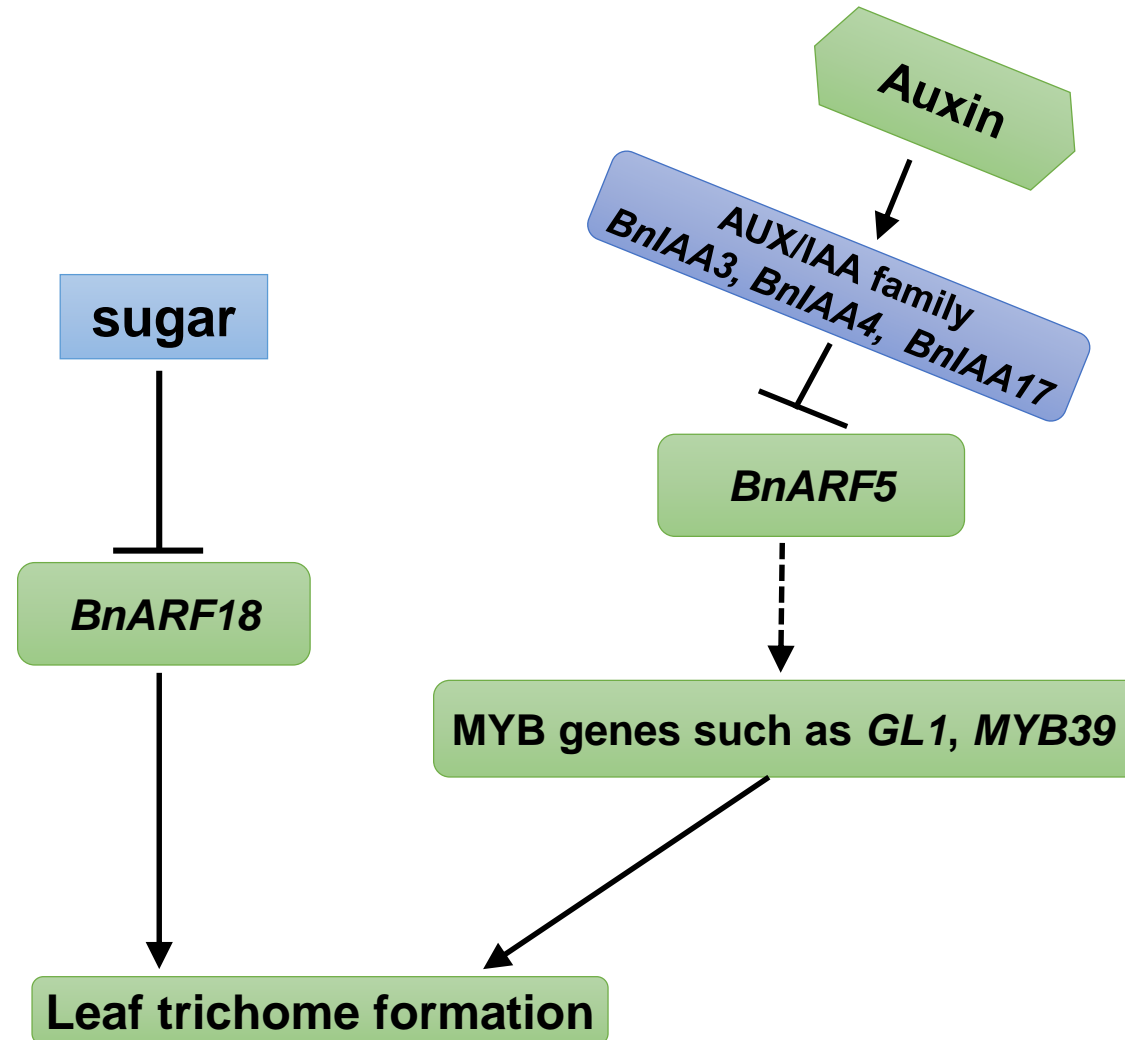 Auxin
AUX/IAA family
BnIAA3, BnIAA4, BnIAA17
sugar
BnARF5
BnARF18
MYB genes such as GL1, MYB39
Leaf trichome formation